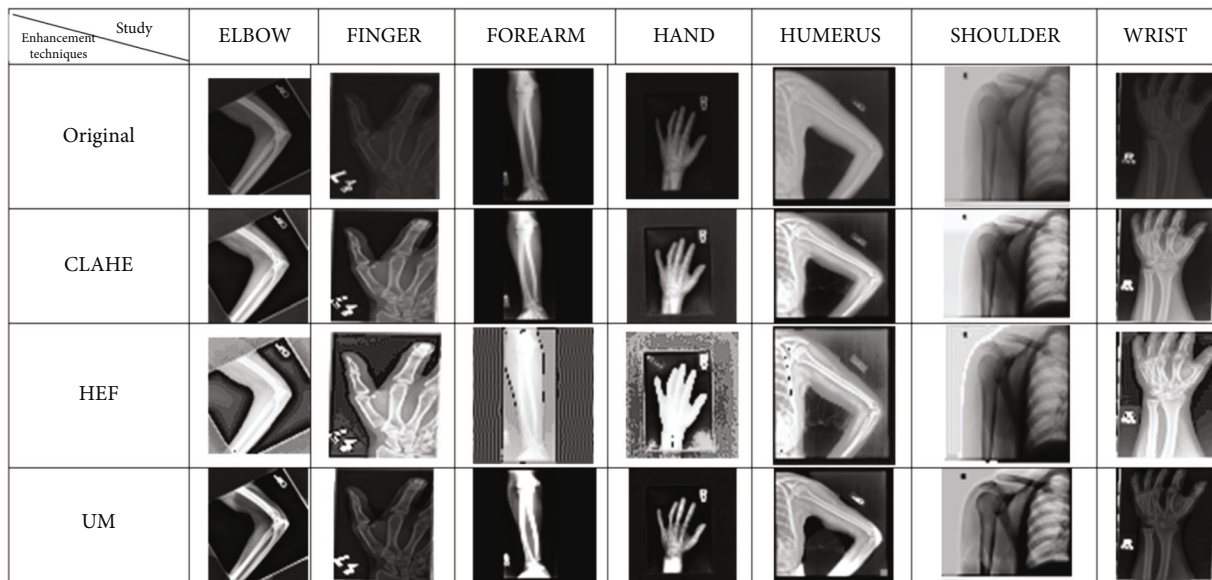 Study
Enhancement
techniques
ELBOW
FINGER
FOREARM
HAND
HUMERUS
SHOULDER
WRIST
Original
CLAHE
HEF
UM